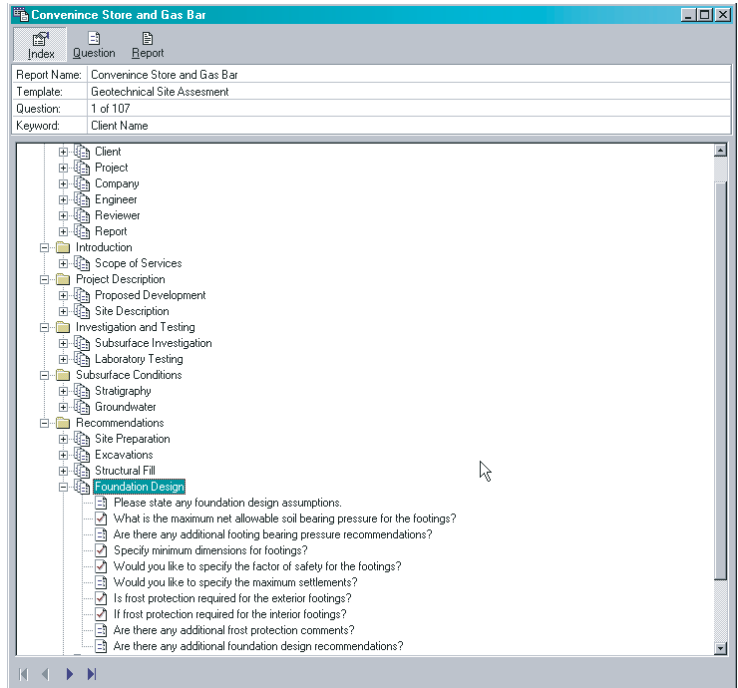 Convenince Store and Gas Bar
Index Question Report
Report Name: Convenince Store and Gas Bar
Template: Geotechnical Site Assesment
Question: 1 of 107
Keyword: Client Name
Client
Project
Company
Engineer
Reviewer
Report
Introduction
Scope of Services
Project Description
Proposed Development
Site Description
Investigation and Testing
Subsurface Investigation
Laboratory Testing
Subsurface Conditions
Stratigraphy
Groundwater
Recommendations
Site Preparation
Excavations
Structural Fill
Foundation Design
Please state any foundation design assumptions.
What is the maximum net allowable soil bearing pressure for the footings?
Are there any additional footing bearing pressure recommendations?
Specify minimum dimensions for footings?
Would you like to specify the factor of safety for the footings?
Would you like to specify the maximum settlements?
Is frost protection required for the exterior footings?
If frost protection required for the interior footings?
Are there any additional frost protection comments?
Are there any additional foundation design recommendations?